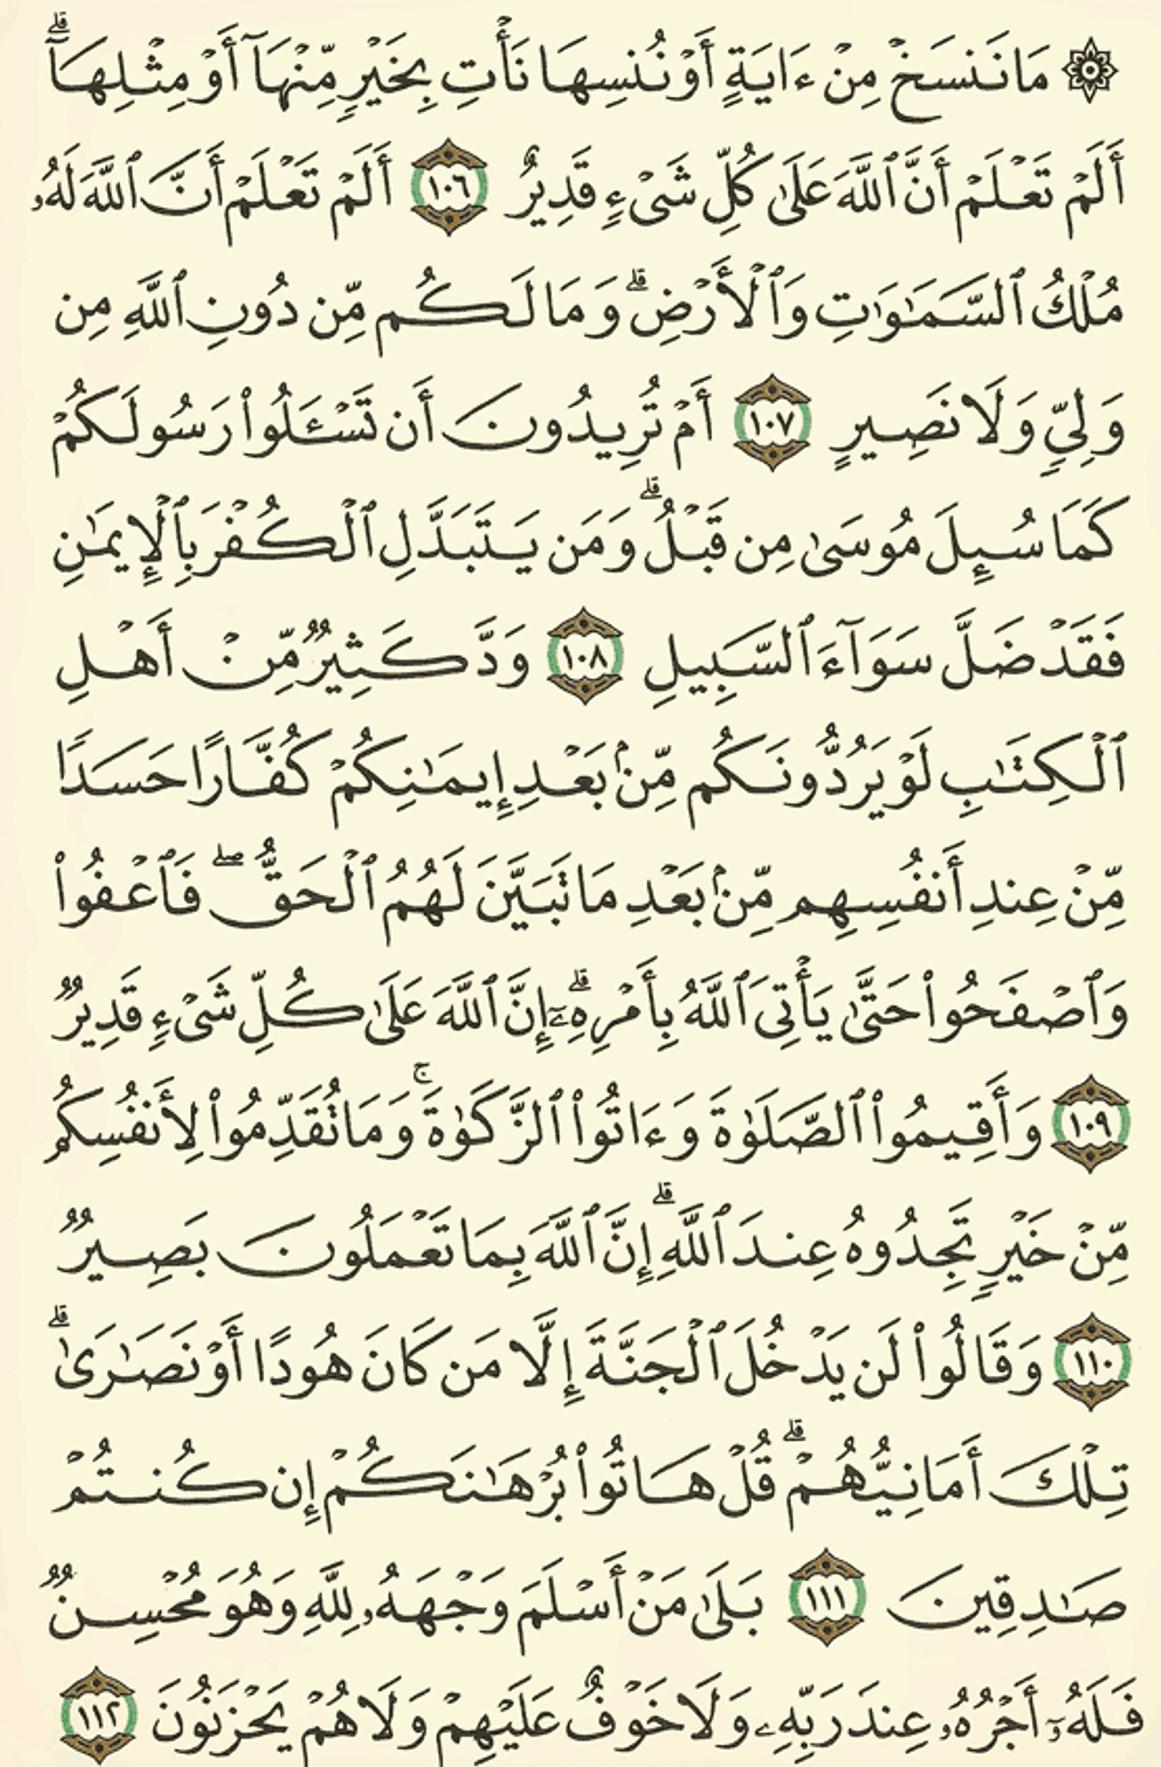 ۞ مَا نَنسَخْ مِنْ ءَايَةٍ أَوْ نُنسِهَا نَأْتِ بِخَيْرٍ مِّنْهَآ أَوْ مِثْلِهَآ ۗ
أَلَمْ تَعْلَمْ أَنَّ ٱللَّهَ عَلَىٰ كُلِّ شَىْءٍ قَدِيرٌ ١٠٦ أَلَمْ تَعْلَمْ أَنَّ ٱللَّهَ لَهُۥ
مُلْكُ ٱلسَّمَـٰوَٰتِ وَٱلْأَرْضِ ۗ وَمَا لَكُم مِّن دُونِ ٱللَّهِ مِن
وَلِىٍّ وَلَا نَصِيرٍ ١٠٧ أَمْ تُرِيدُونَ أَن تَسْـَٔلُوا۟ رَسُولَكُمْ
كَمَا سُئِلَ مُوسَىٰ مِن قَبْلُ ۗ وَمَن يَتَبَدَّلِ ٱلْكُفْرَ بِٱلْإِيمَـٰنِ
فَقَدْ ضَلَّ سَوَآءَ ٱلسَّبِيلِ ١٠٨ وَدَّ كَثِيرٌ مِّنْ أَهْلِ
ٱلْكِتَـٰبِ لَوْ يَرُدُّونَكُم مِّنۢ بَعْدِ إِيمَـٰنِكُمْ كُفَّارًا حَسَدًا
مِّنْ عِندِ أَنفُسِهِم مِّنۢ بَعْدِ مَا تَبَيَّنَ لَهُمُ ٱلْحَقُّ ۖ فَٱعْفُوا۟
وَٱصْفَحُوا۟ حَتَّىٰ يَأْتِىَ ٱللَّهُ بِأَمْرِهِۦٓ ۗ إِنَّ ٱللَّهَ عَلَىٰ كُلِّ شَىْءٍ قَدِيرٌ
١٠٩ وَأَقِيمُوا۟ ٱلصَّلَوٰةَ وَءَاتُوا۟ ٱلزَّكَوٰةَ ۚ وَمَا تُقَدِّمُوا۟ لِأَنفُسِكُم
مِّنْ خَيْرٍ تَجِدُوهُ عِندَ ٱللَّهِ ۗ إِنَّ ٱللَّهَ بِمَا تَعْمَلُونَ بَصِيرٌ
١١٠ وَقَالُوا۟ لَن يَدْخُلَ ٱلْجَنَّةَ إِلَّا مَن كَانَ هُودًا أَوْ نَصَـٰرَىٰ ۗ
تِلْكَ أَمَانِيُّهُمْ ۗ قُلْ هَاتُوا۟ بُرْهَـٰنَكُمْ إِن كُنتُمْ
صَـٰدِقِينَ ١١١ بَلَىٰ مَنْ أَسْلَمَ وَجْهَهُۥ لِلَّهِ وَهُوَ مُحْسِنٌ
فَلَهُۥٓ أَجْرُهُۥ عِندَ رَبِّهِۦ وَلَا خَوْفٌ عَلَيْهِمْ وَلَا هُمْ يَحْزَنُونَ ١١٢